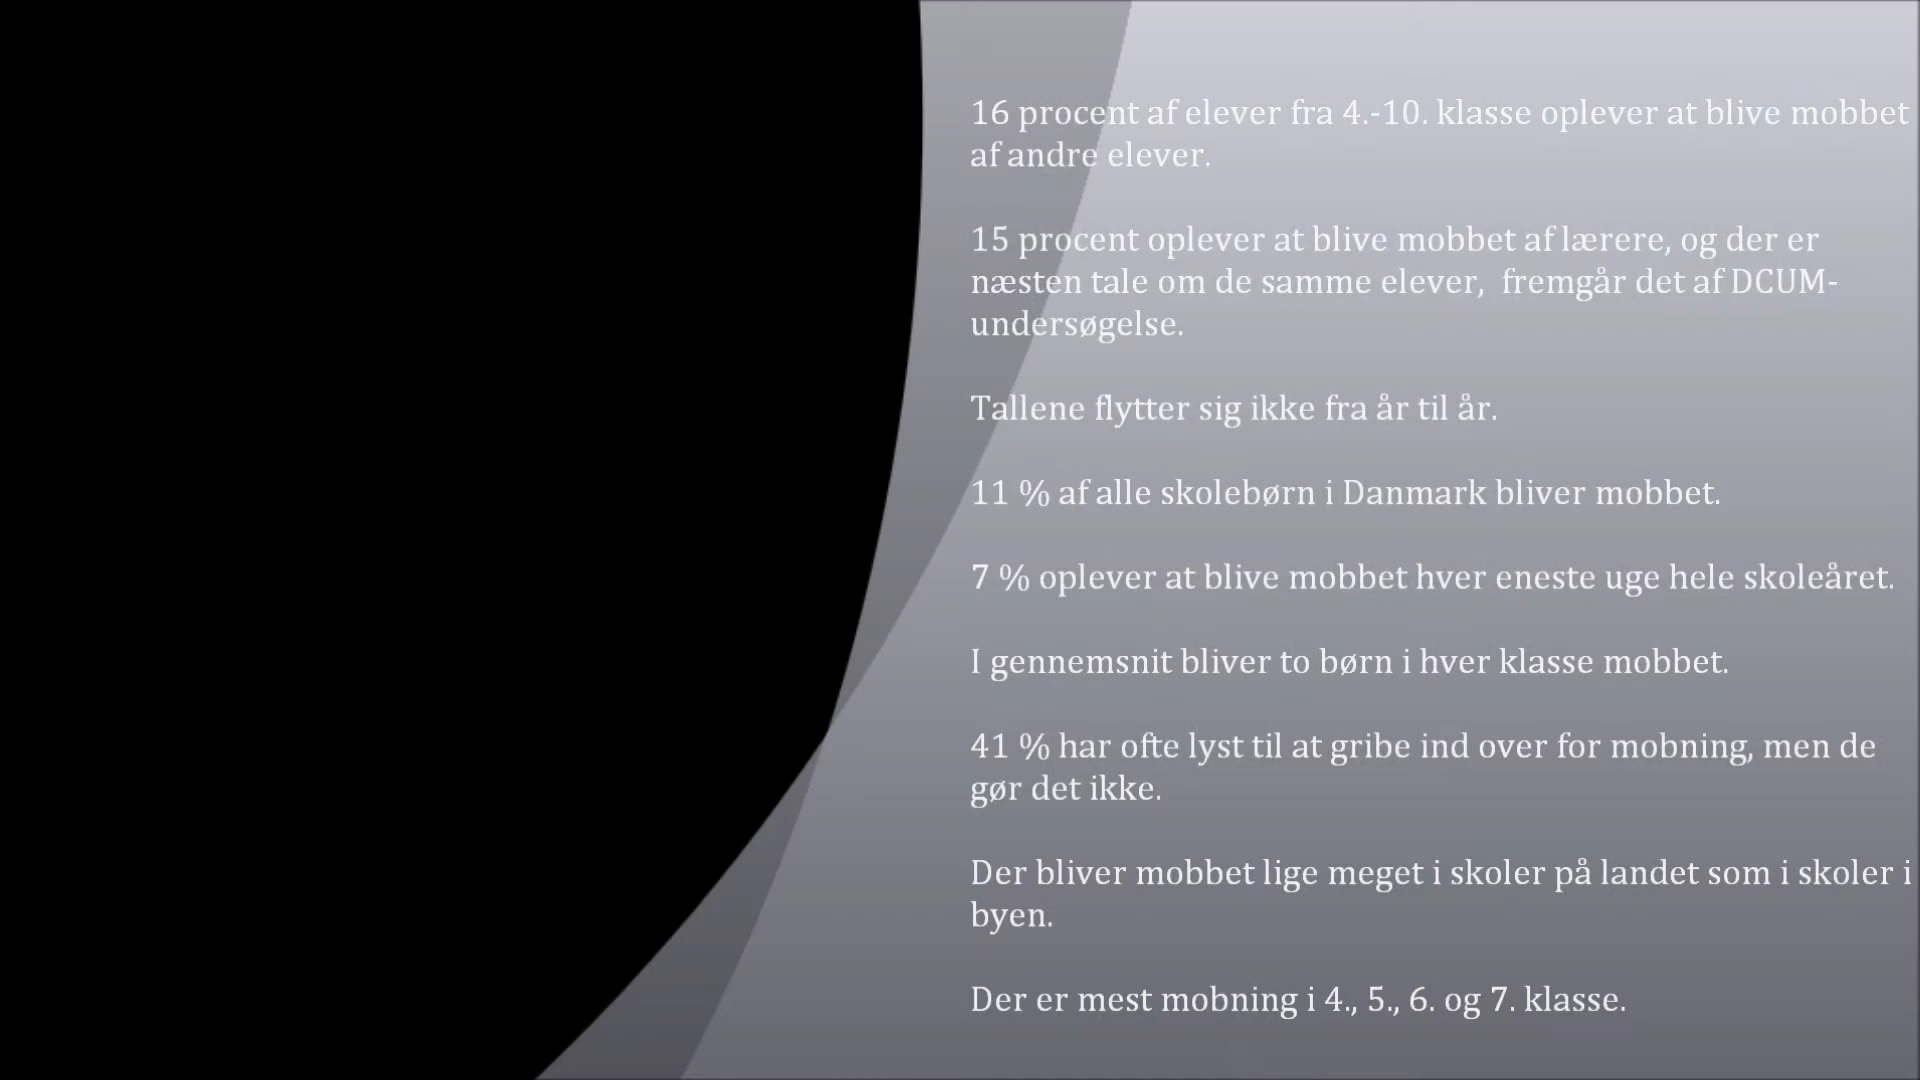 16 procent af elever fra 4.-10. klasse oplever at blive mobbet
af andre elever.
15 procent oplever at blive mobbet af lærere, og der er
næsten tale om de samme elever,  fremgår det af DCUM-
undersøgelse.
Tallene flytter sig ikke fra år til år.
11 % af alle skolebørn i Danmark bliver mobbet.
7 % oplever at blive mobbet hver eneste uge hele skoleåret.
I gennemsnit bliver to børn i hver klasse mobbet.
41 % har ofte lyst til at gribe ind over for mobning, men de
gør det ikke.
Der bliver mobbet lige meget i skoler på landet som i skoler i
byen.
Der er mest mobning i 4., 5., 6. og 7. klasse.